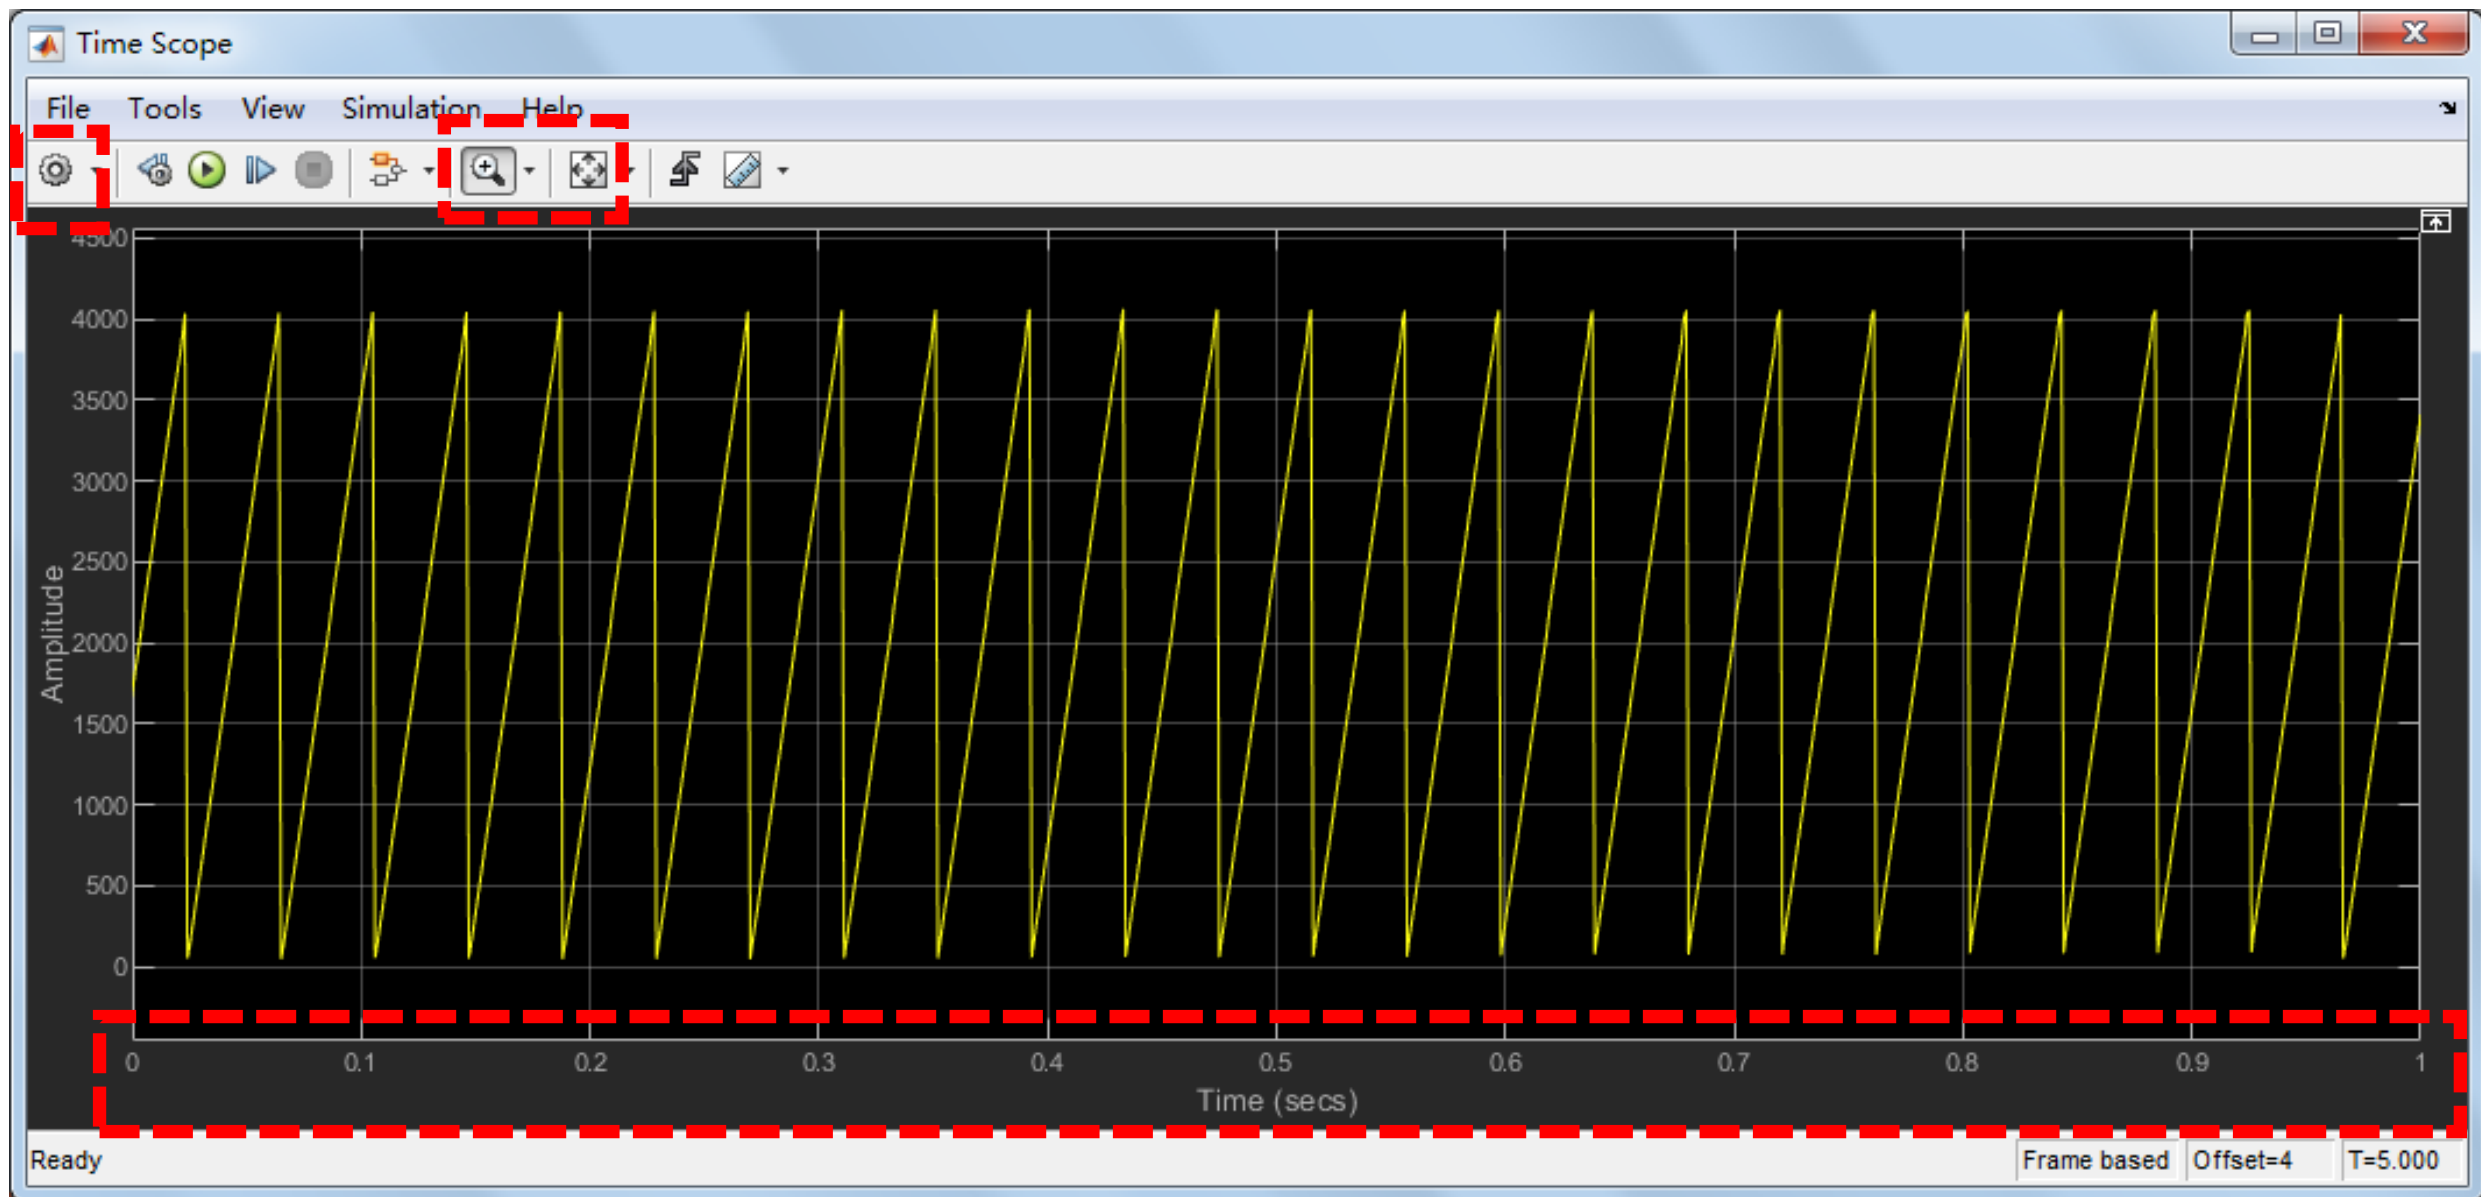 Time Scope
File Tools View Simulation Help
4500
4000
3500
3000
2500
2000
1500
1000
500
0
Amplitude
0 0.1 0.2 0.3 0.4 0.5 0.6 0.7 0.8 0.9 1
Time (secs)
Ready Frame based Offset=4 T=5.000